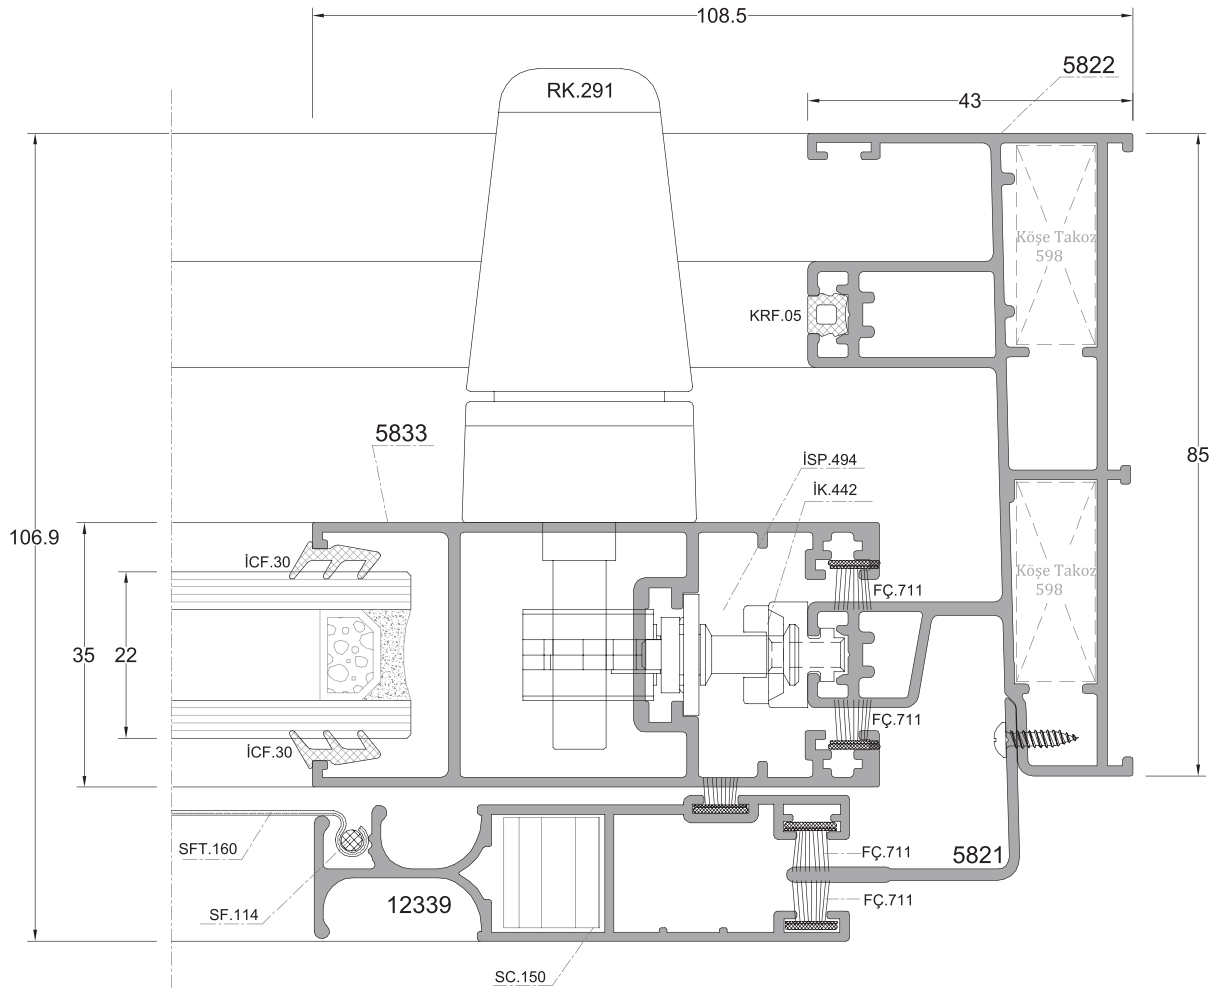 108.5
5822
RK.291
43
Köşe Takoz
598
KRF.05
5833
85
İSP.494
İK.442
106.9
İCF.30
Köşe Takoz
598
FÇ.711
35
22
FÇ.711
İCF.30
SFT.160
FÇ.711
5821
12339
FÇ.711
SF.114
SC.150